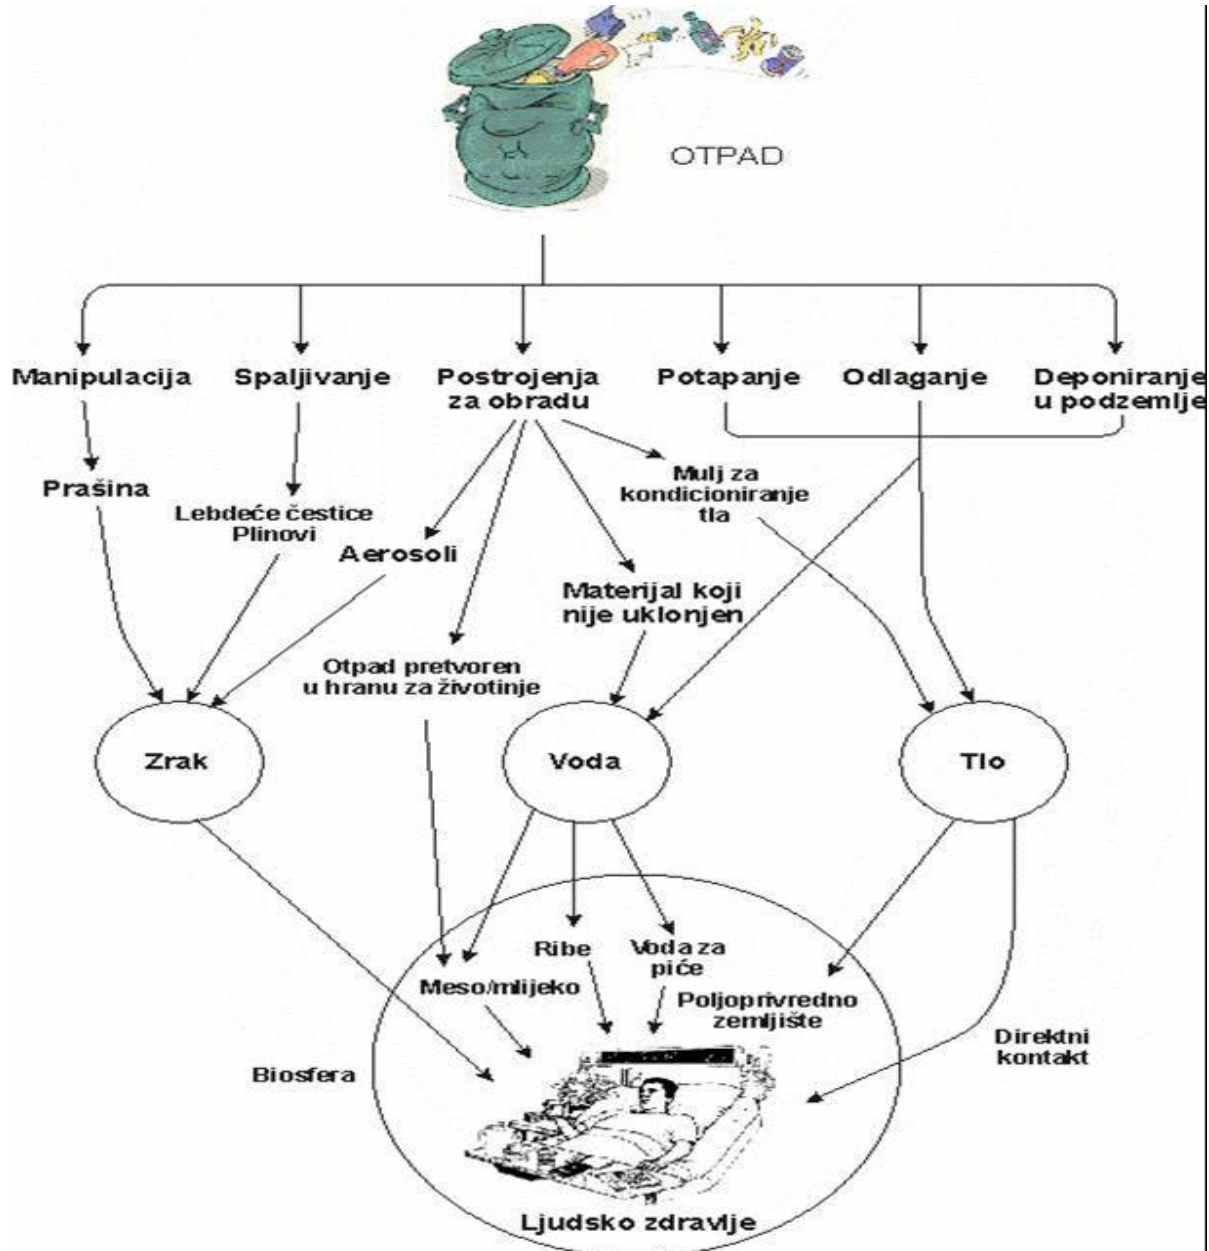 OTPAD
Manipulacija
Spaljivanje
Postrojenja
za obradu
Potapanje
Odlaganje
Deponiranje
u podzemlje
Prašina
Lebdeće čestice
Plinovi
Aerosoli
Mulj za
kondicioniranje
tla
Materijal koji
nije uklonjen
Otpad pretvoren
u hranu za životinje
Zrak
Voda
Tlo
Ribe
Voda za
piće
Meso/mlijeko
Poljoprivredno
zemljište
Direktni
kontakt
Biosfera
Ljudsko zdravlje